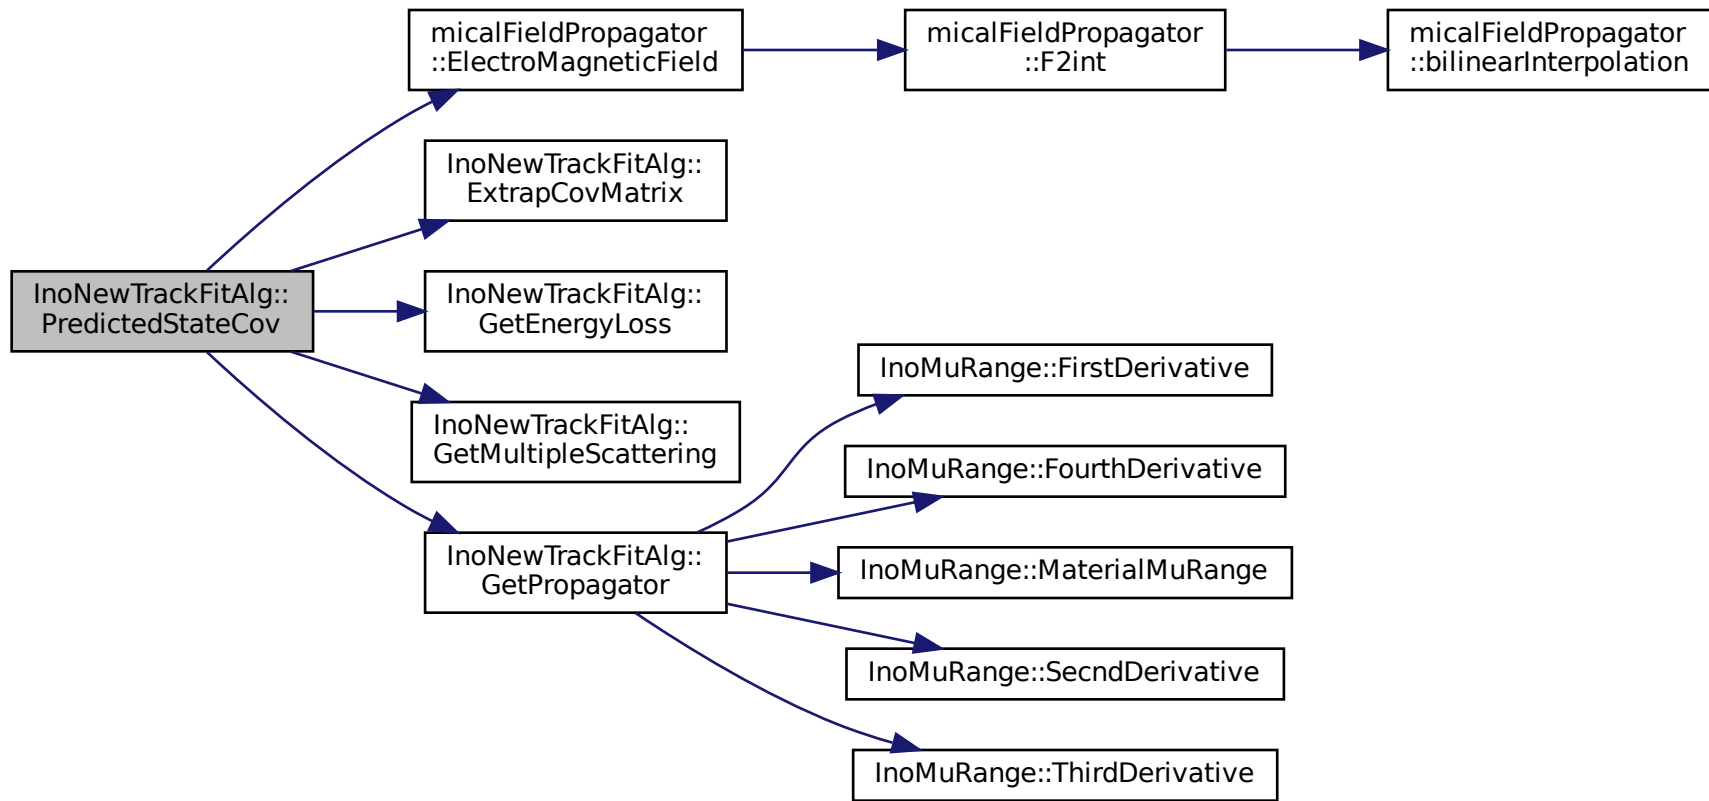 micalFieldPropagator
::ElectroMagneticField
micalFieldPropagator
::F2int
micalFieldPropagator
::bilinearInterpolation
InoNewTrackFitAlg::
ExtrapCovMatrix
InoNewTrackFitAlg::
PredictedStateCov
InoNewTrackFitAlg::
GetEnergyLoss
InoNewTrackFitAlg::
GetMultipleScattering
InoNewTrackFitAlg::
GetPropagator
InoMuRange::FirstDerivative
InoMuRange::FourthDerivative
InoMuRange::MaterialMuRange
InoMuRange::SecndDerivative
InoMuRange::ThirdDerivative